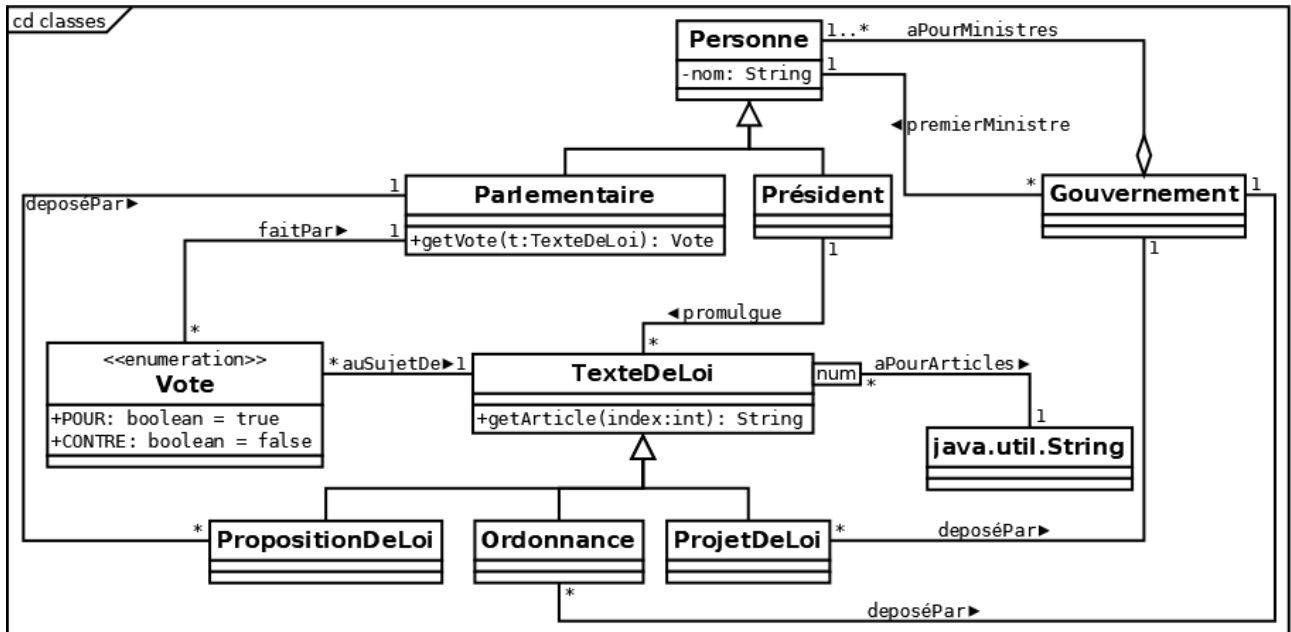 cd classes
Personne
-nom: String
1..*
aPourMinistres
1
◄premierMinistre
*
Gouvernement
1
1
Parlementaire
+getVote(t:TexteDeLoi): Vote
1
deposéPar►
1
faitPar►
Président
1
◄promulgue
*
*
<<enumeration>>
Vote
+POUR: boolean = true
+CONTRE: boolean = false
*auSujetDe►1
TexteDeLoi
+getArticle(index:int): String
num
aPourArticles►
*
1
java.util.String
*
PropositionDeLoi
Ordonnance
ProjetDeLoi
*
deposéPar►
*
deposéPar►